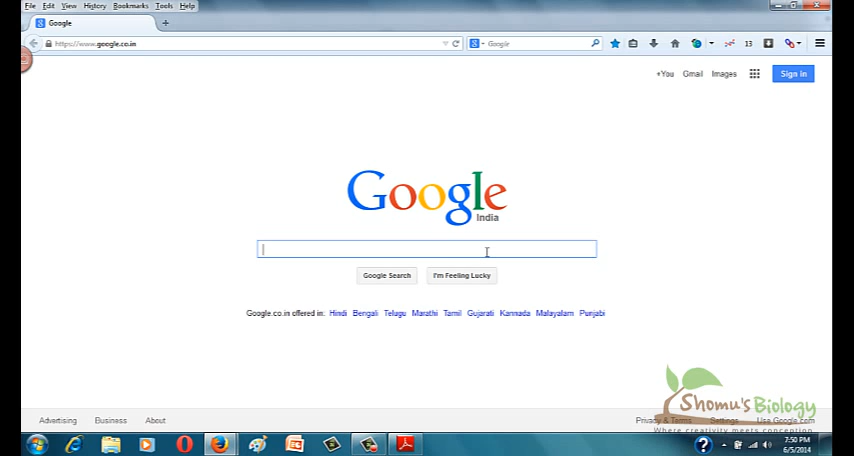 File Edit View History Bookmarks Tools Help
Google
https://www.google.co.in
Google
13
+You Gmail Images Sign in
Google
India
Google Search I'm Feeling Lucky
Google.co.in offered in: Hindi Bengali Telugu Marathi Tamil Gujarati Kannada Malayalam Punjabi
Shomu's Biology
Where creativity meets conception
Advertising Business About Privacy & Terms Settings Use Google.com
7:50 PM
6/5/2014